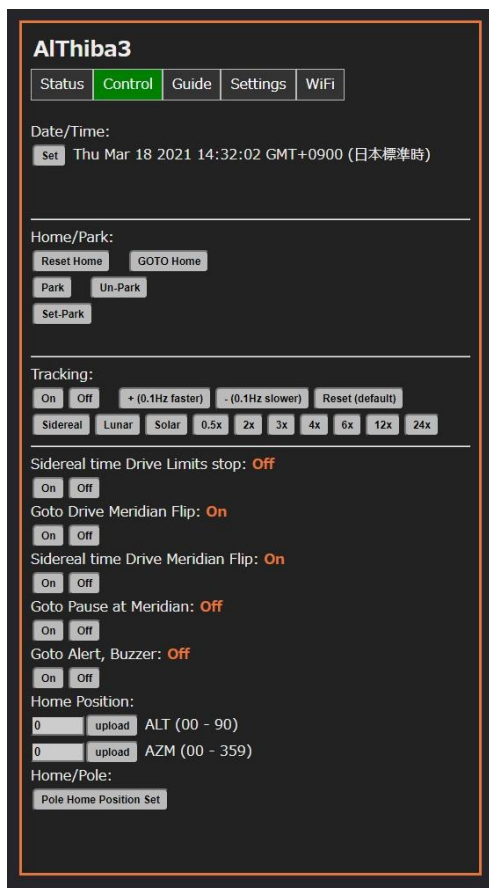 AlThiba3
Status Control Guide Settings WiFi
Date/Time:
Set Thu Mar 18 2021 14:32:02 GMT+0900 (日本標準時)
Home/Park:
Reset Home GOTO Home
Park Un-Park
Set-Park
Tracking:
On Off + (0.1Hz faster) - (0.1Hz slower) Reset (default)
Sidereal Lunar Solar 0.5x 2x 3x 4x 6x 12x 24x
Sidereal time Drive Limits stop: Off
On Off
Goto Drive Meridian Flip: On
On Off
Sidereal time Drive Meridian Flip: On
On Off
Goto Pause at Meridian: Off
On Off
Goto Alert, Buzzer: Off
On Off
Home Position:
0 upload ALT (00 - 90)
0 upload AZM (00 - 359)
Home/Pole:
Pole Home Position Set